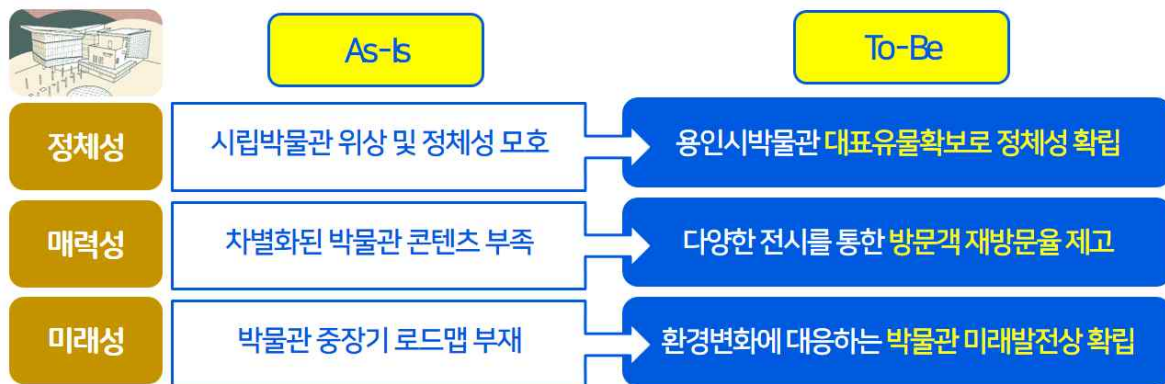 As-Is
To-Be
정체성
시립박물관 위상 및 정체성 모호
용인시박물관 대표유물확보로 정체성 확립
매력성
차별화된 박물관 콘텐츠 부족
다양한 전시를 통한 방문객 재방문율 제고
미래성
박물관 중장기 로드맵 부재
환경변화에 대응하는 박물관 미래발전상 확립